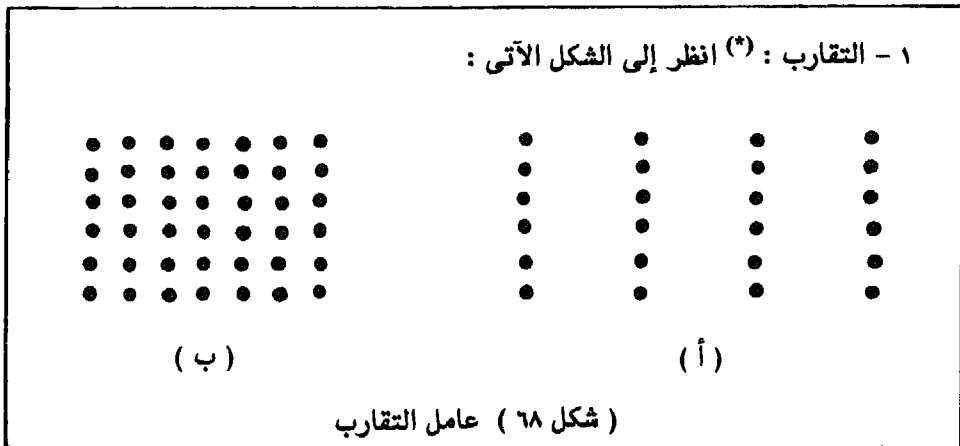 ١ - التقارب : (*) انظر إلى الشكل الآتى :
( أ )
( ب )
( شكل ٦٨ ) عامل التقارب